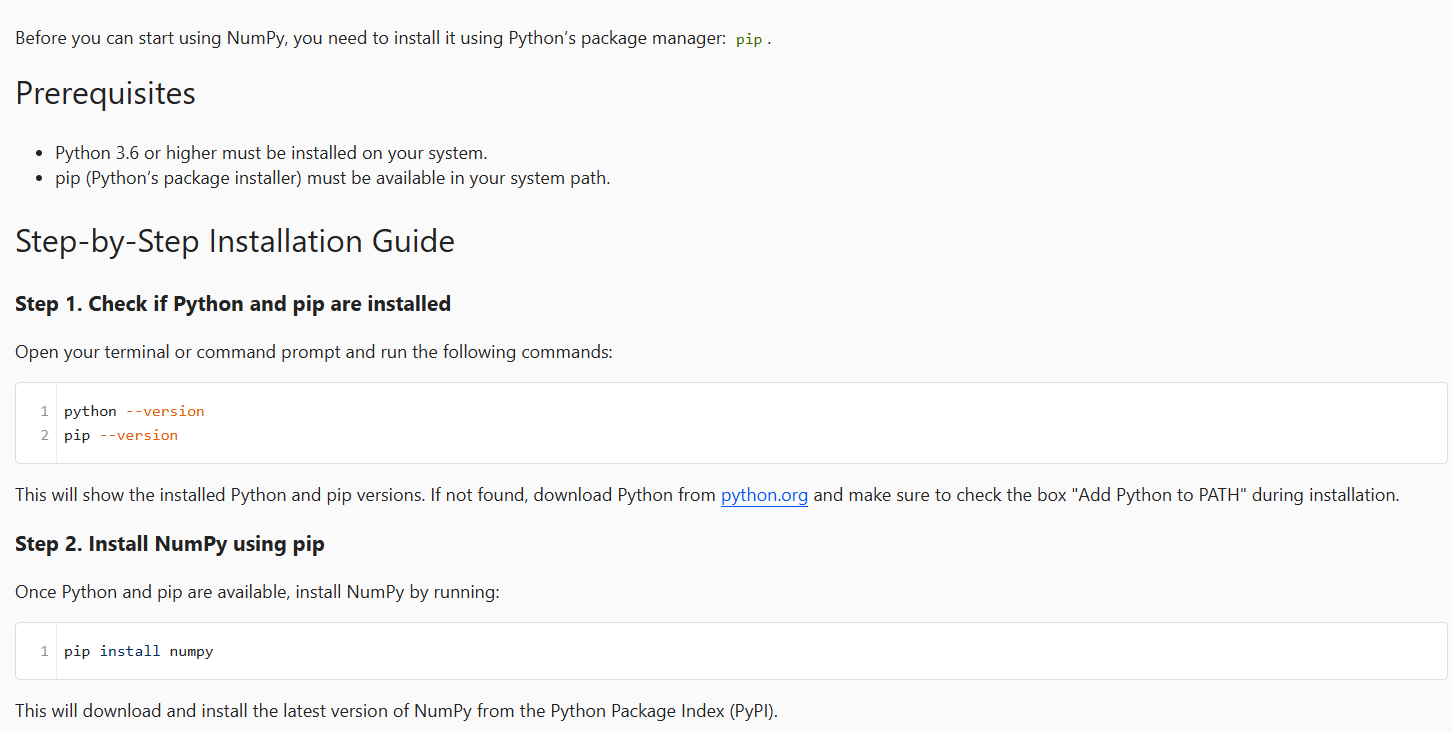 Before you can start using NumPy, you need to install it using Python’s package manager: pip .
Prerequisites
• Python 3.6 or higher must be installed on your system.
• pip (Python’s package installer) must be available in your system path.
Step-by-Step Installation Guide
Step 1. Check if Python and pip are installed
Open your terminal or command prompt and run the following commands:
1 python --version
2 pip --version
This will show the installed Python and pip versions. If not found, download Python from python.org and make sure to check the box "Add Python to PATH" during installation.
Step 2. Install NumPy using pip
Once Python and pip are available, install NumPy by running:
1 pip install numpy
This will download and install the latest version of NumPy from the Python Package Index (PyPI).